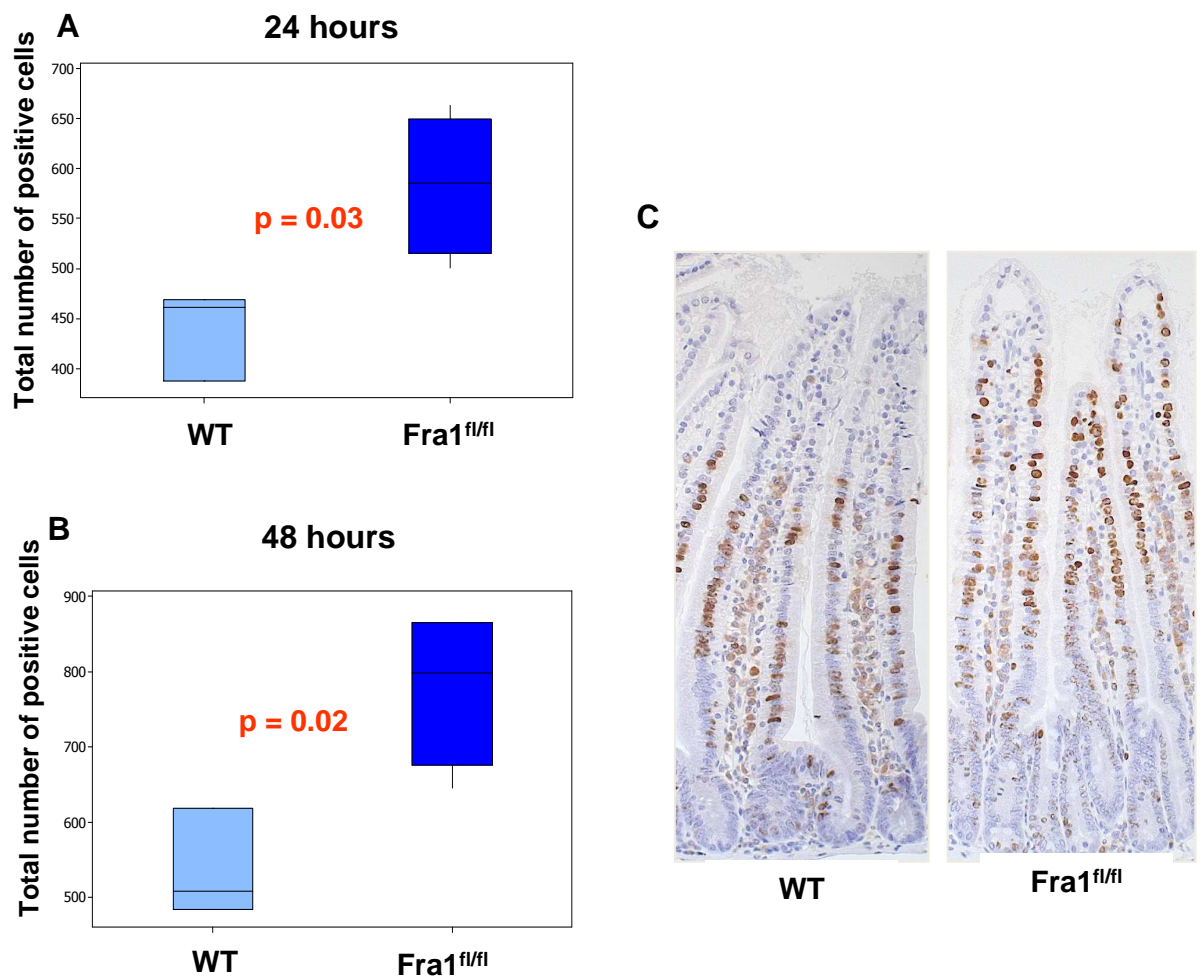 A
24 hours
Total number of positive cells
700
650
600
550
500
450
400
p = 0.03
WT
Fra1fl/fl
B
48 hours
Total number of positive cells
900
800
700
600
500
p = 0.02
WT
Fra1fl/fl
C
WT
Fra1fl/fl